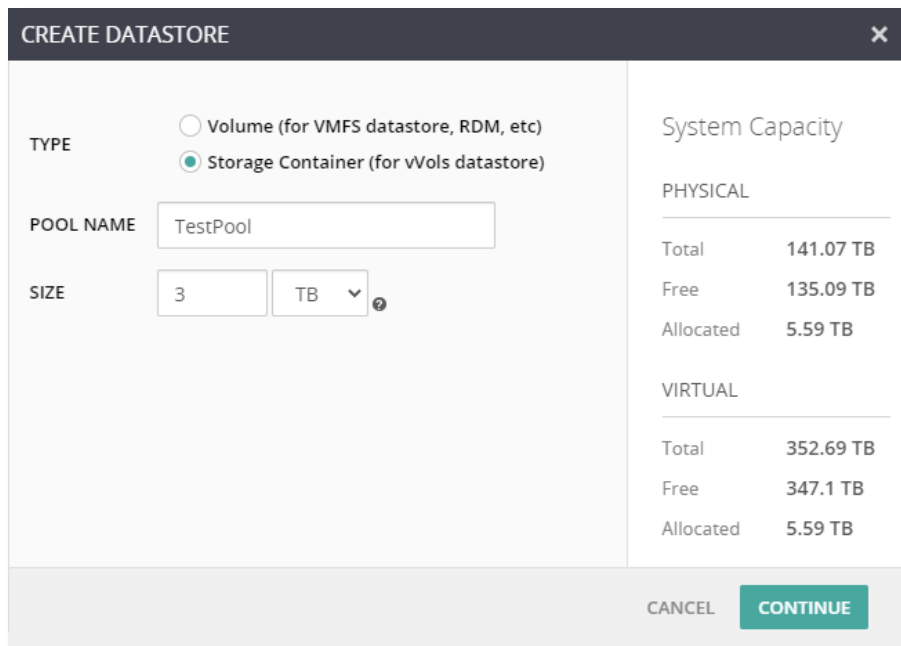 CREATE DATASTORE ×
TYPE
Volume (for VMFS datastore, RDM, etc)
Storage Container (for vVols datastore)
POOL NAME TestPool
SIZE 3 TB ?
System Capacity
PHYSICAL
Total 141.07 TB
Free 135.09 TB
Allocated 5.59 TB
VIRTUAL
Total 352.69 TB
Free 347.1 TB
Allocated 5.59 TB
CANCEL CONTINUE